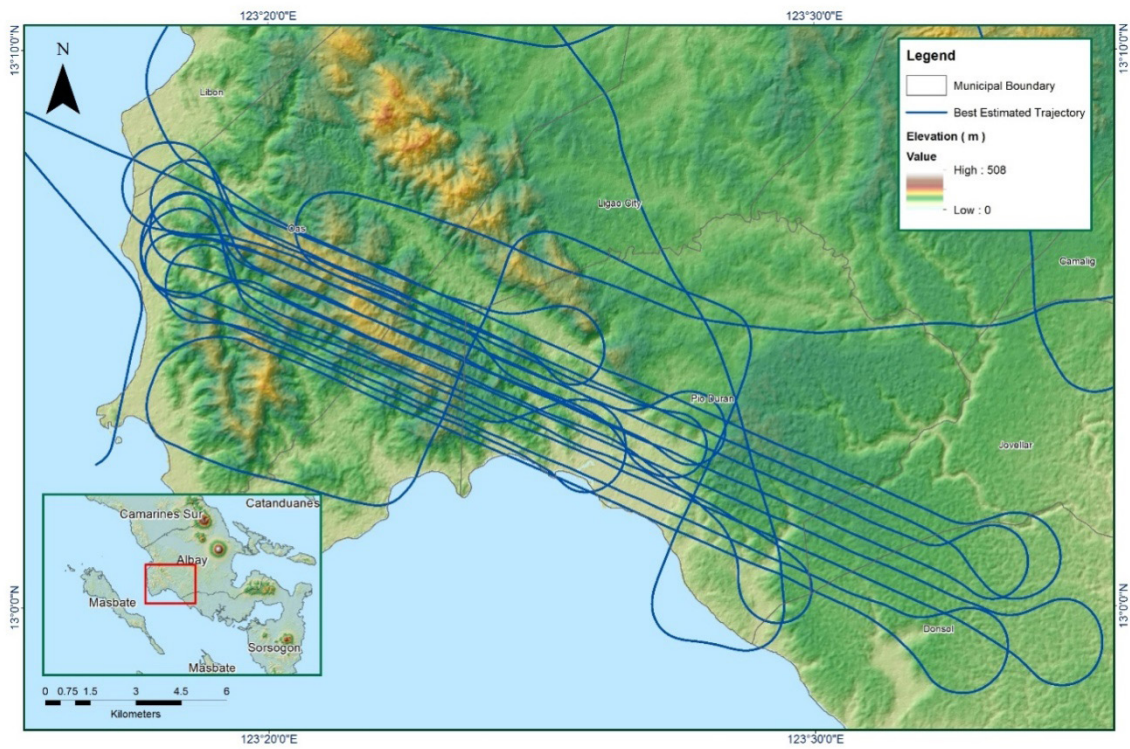 123°20'0"E
123°30'0"E
13°10'0"N
13°10'0"N
N
Legend
Municipal Boundary
Best Estimated Trajectory
Elevation ( m )
Value
High : 508
Low : 0
Libon
Ligao City
Oas
Camalig
Pio Duran
Jovellar
Donsol
Catanduanes
Camarines Sur
Albay
Masbate
Sorsogon
Masbate
0 0.75 1.5 3 4.5 6
Kilometers
13°0'0"N
13°0'0"N
123°20'0"E
123°30'0"E